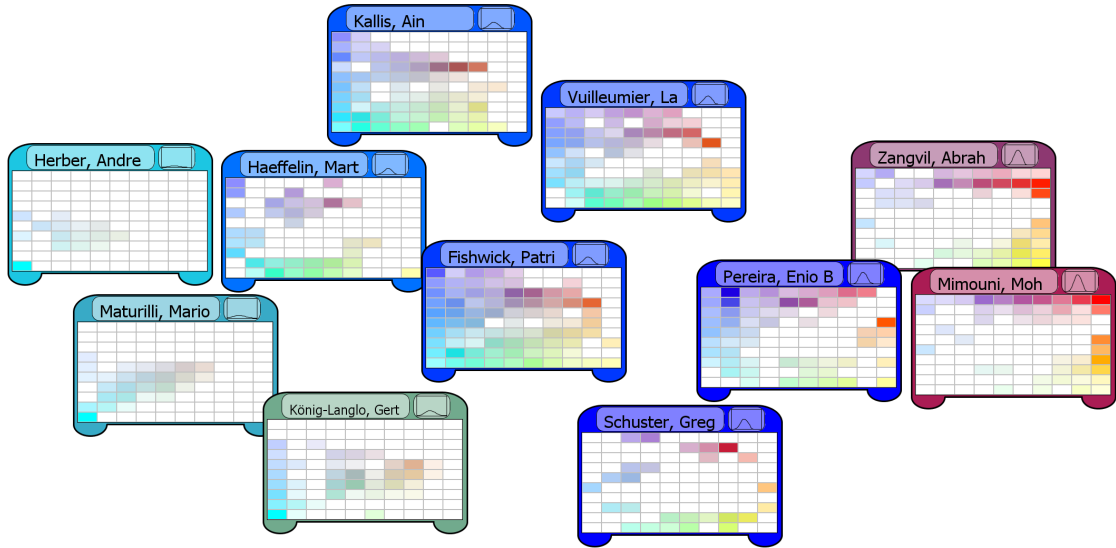 Kallis, Ain
Vuilleumier, La
Herber, Andre
Haeffelin, Mart
Zangvil, Abrah
Fishwick, Patri
Pereira, Enio B
Mimouni, Moh
Maturilli, Mario
König-Langlo, Gert
Schuster, Greg